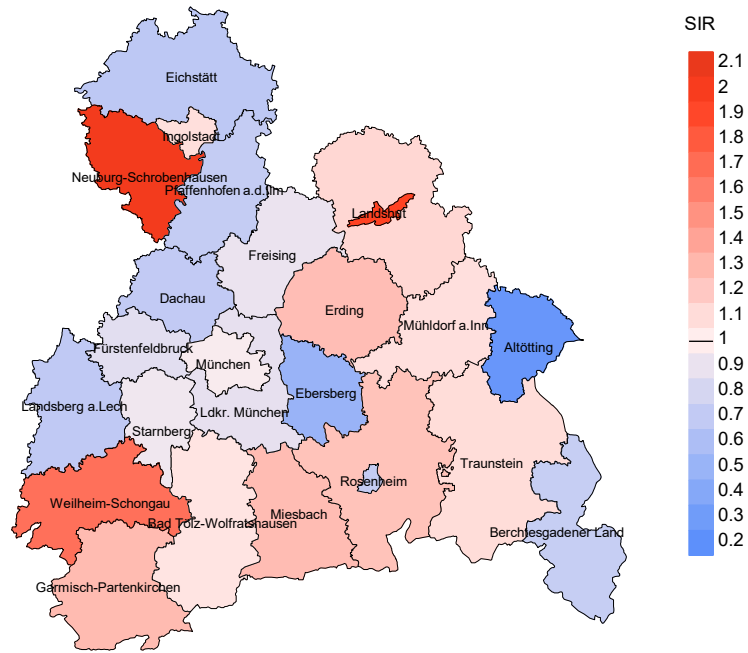 SIR
2.1
2
1.9
1.8
1.7
1.6
1.5
1.4
1.3
1.2
1.1
1
0.9
0.8
0.7
0.6
0.5
0.4
0.3
0.2
Eichstätt
Ingolstadt
Neuburg-Schrobenhausen
Pfaffenhofen a.d.Ilm
Landshut
Freising
Dachau
Erding
Mühldorf a.Inn
Fürstenfeldbruck
Altötting
München
Ebersberg
Landsberg a.Lech
Ldkr. München
Starnberg
Traunstein
Rosenheim
Weilheim-Schongau
Miesbach
Bad Tölz-Wolfratshausen
Berchtesgadener Land
Garmisch-Partenkirchen